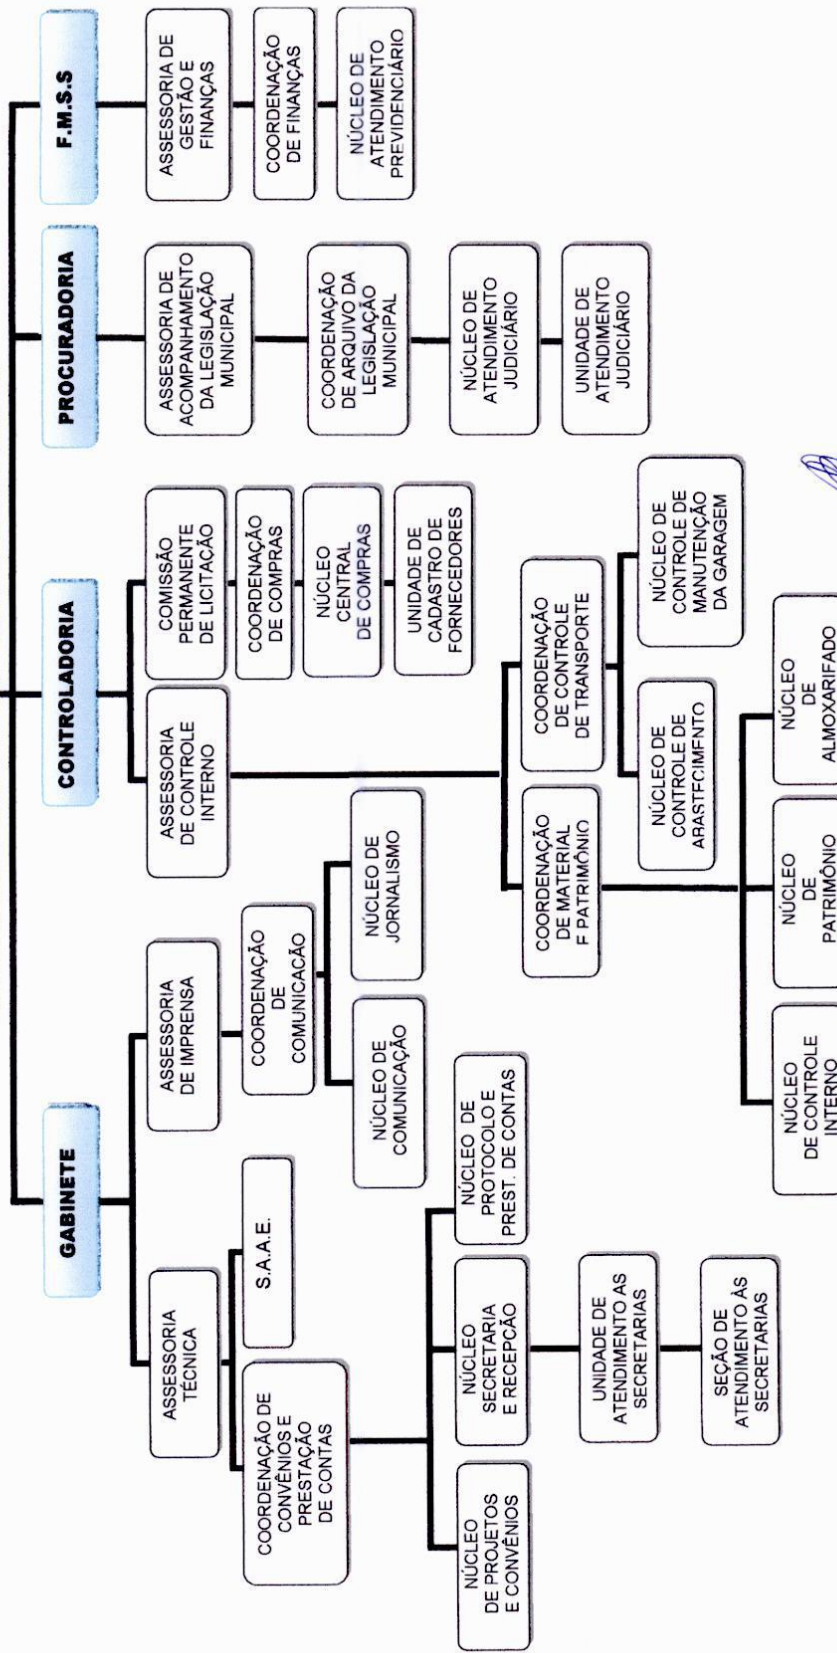 GABINETE
CONTROLADORIA
PROCURADORIA
F.M.S.S
ASSESSORIA
TÉCNICA
ASSESSORIA
DE IMPRENSA
ASSESSORIA
DE CONTROLE
INTERNO
COMISSÃO
PERMANENTE
DE LICITAÇÃO
ASSESSORIA DE
ACOMPANHAMENTO
DA LEGISLAÇÃO
MUNICIPAL
ASSESSORIA DE
GESTÃO E
FINANÇAS
COORDENAÇÃO DE
CONVÊNIOS E
PRESTAÇÃO
DE CONTAS
S.A.A.E.
COORDENAÇÃO
DE
COMUNICACÃO
COORDENAÇÃO
DE COMPRAS
COORDENAÇÃO
DE FINANÇAS
NÚCLEO DE
COMUNICAÇÃO
NÚCLEO DE
JORNALISMO
NÚCLEO
CENTRAL
DE COMPRAS
COORDENAÇÃO
DE ARQUIVO DA
LEGISLAÇÃO
MUNICIPAL
NÚCLEO DE
ATENDIMENTO
PREVIDENCIÁRIO
UNIDADE DE
CADASTRO DE
FORNECEDORES
NÚCLEO
DE PROJETOS
E CONVÊNIOS
NÚCLEO
SECRETARIA
E RECEPÇÃO
NÚCLEO DE
PROTOCOLO E
PREST. DE CONTAS
NÚCLEO DE
ATENDIMENTO
JUDICIÁRIO
COORDENAÇÃO
DE MATERIAL
F PATRIMÔNIO
COORDENAÇÃO
DE CONTROLE
DE TRANSPORTE
UNIDADE DE
ATENDIMENTO
JUDICIÁRIO
UNIDADE DE
ATENDIMENTO AS
SECRETARIAS
NÚCLEO DE
CONTROLE DE
ABASTECIMENTO
NÚCLEO DE
CONTROLE DE
MANUTENÇÃO
DA GARAGEM
SEÇÃO DE
ATENDIMENTO ÀS
SECRETARIAS
NÚCLEO
DE CONTROLE
INTERNO
NÚCLEO
DE
PATRIMÔNIO
NÚCLEO
DE
ALMOXARIFADO